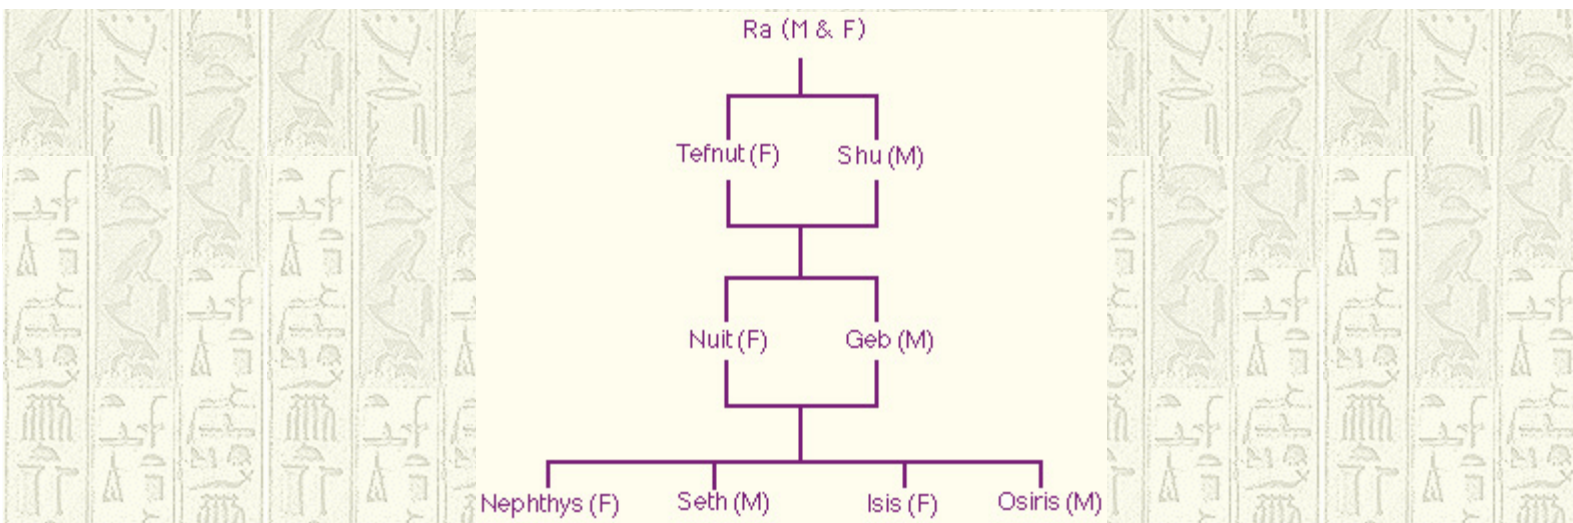 Ra (M & F)
Tefnut (F) Shu (M)
Nuit (F) Geb (M)
Nephthys (F) Seth (M) Isis (F) Osiris (M)